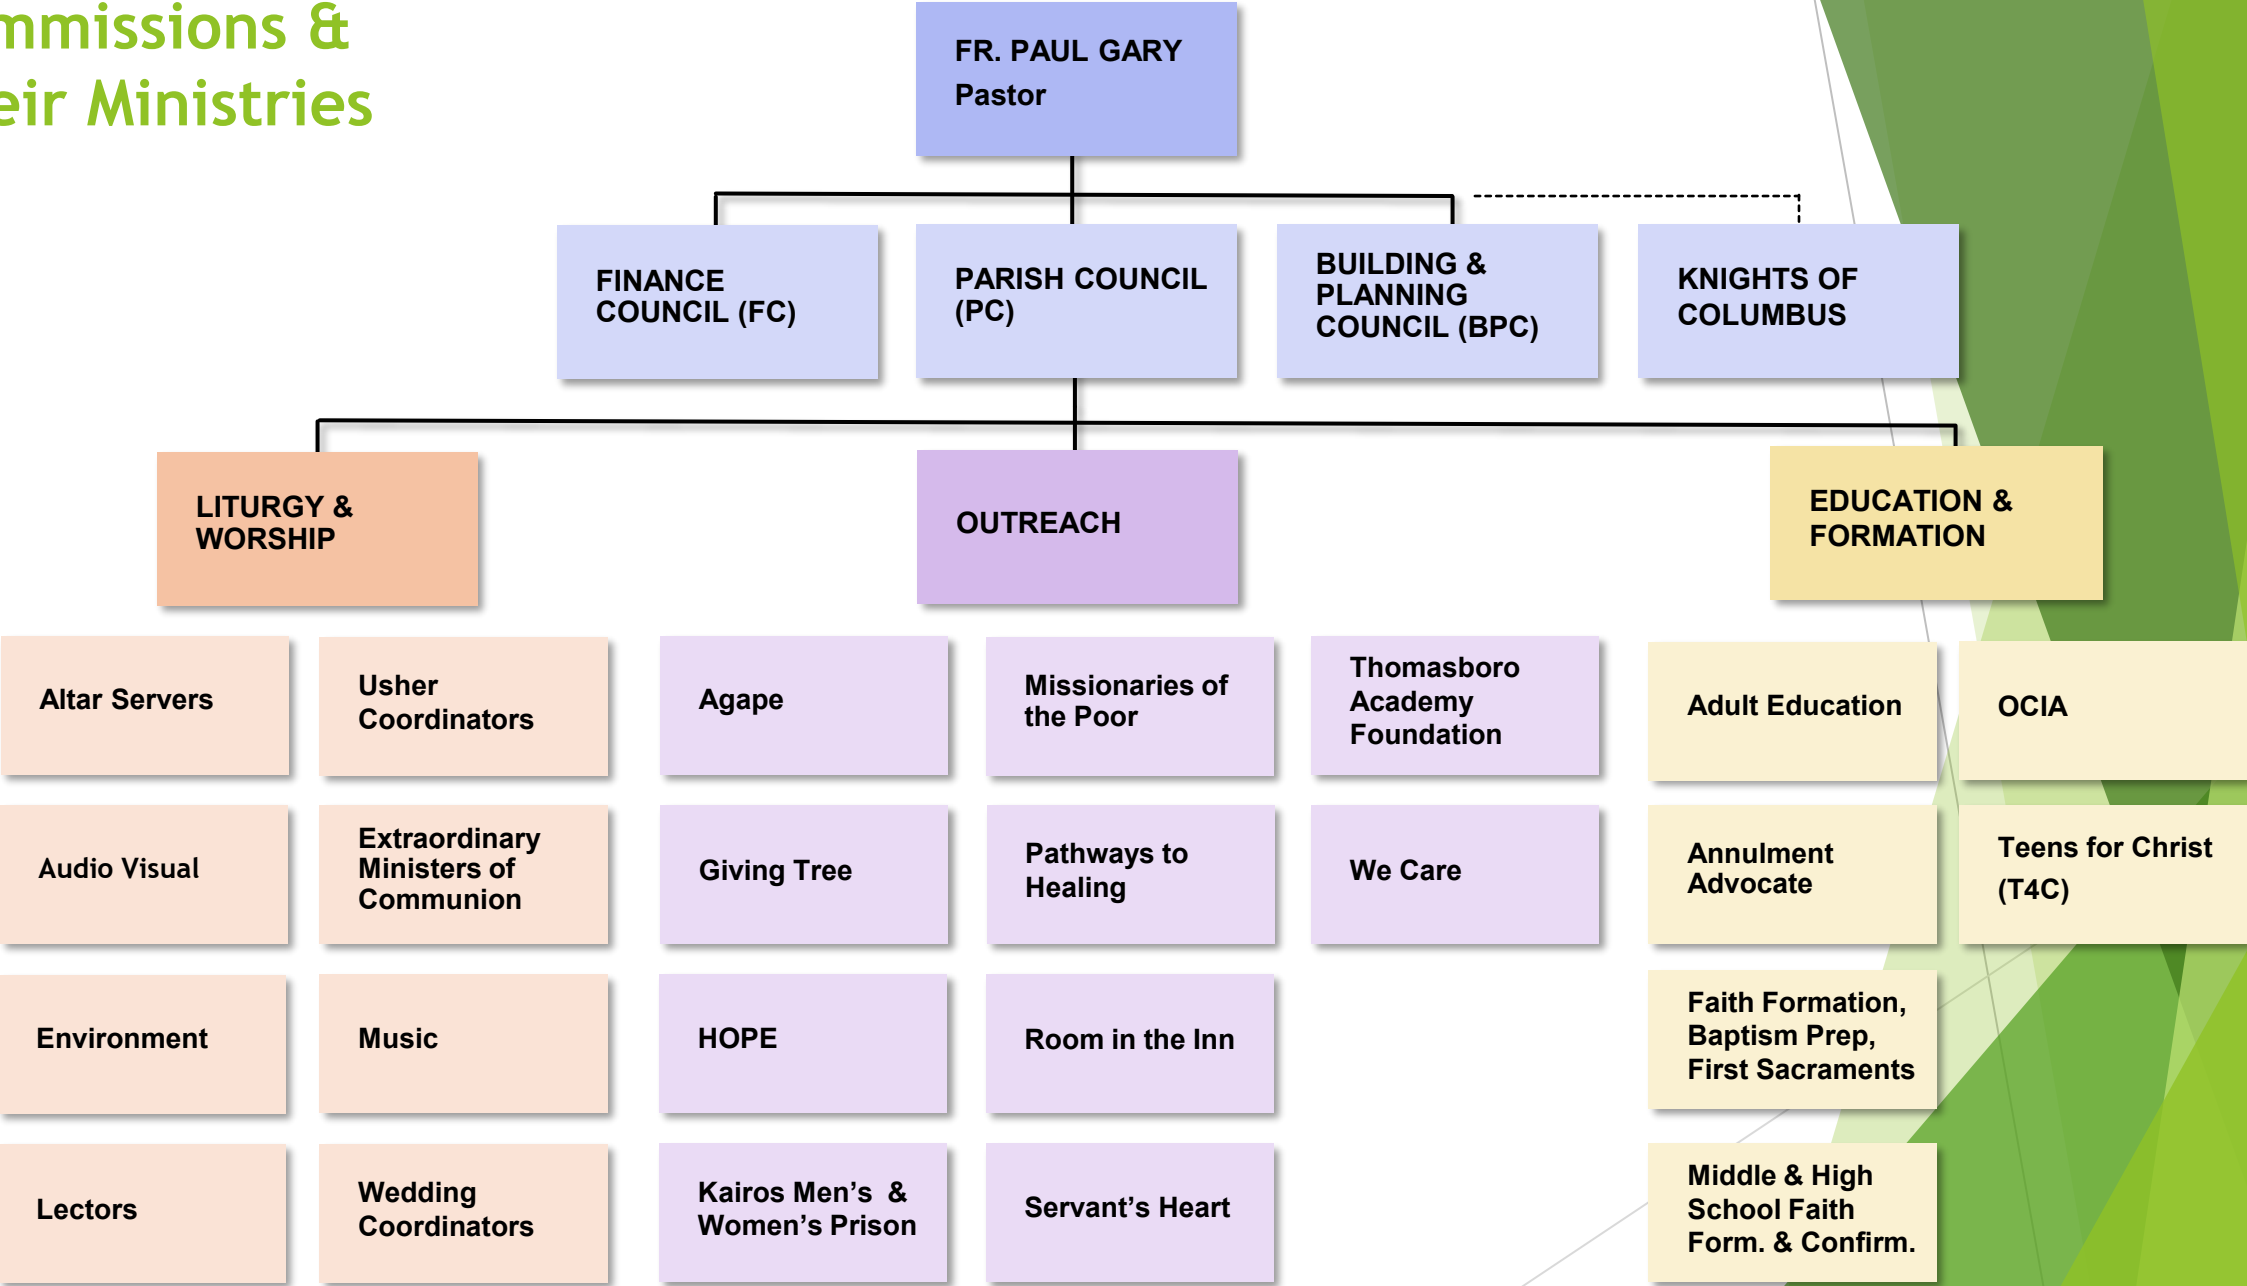 mmissions &
eir Ministries
FR. PAUL GARY
Pastor
FINANCE
COUNCIL (FC)
PARISH COUNCIL
(PC)
BUILDING &
PLANNING
COUNCIL (BPC)
KNIGHTS OF
COLUMBUS
LITURGY &
WORSHIP
OUTREACH
EDUCATION &
FORMATION
Altar Servers
Usher
Coordinators
Agape
Missionaries of
the Poor
Thomasboro
Academy
Foundation
Adult Education
OCIA
Audio Visual
Extraordinary
Ministers of
Communion
Giving Tree
Pathways to
Healing
We Care
Annulment
Advocate
Teens for Christ
(T4C)
Environment
Music
HOPE
Room in the Inn
Faith Formation,
Baptism Prep,
First Sacraments
Lectors
Wedding
Coordinators
Kairos Men’s  &
Women’s Prison
Servant’s Heart
Middle & High
School Faith
Form. & Confirm.